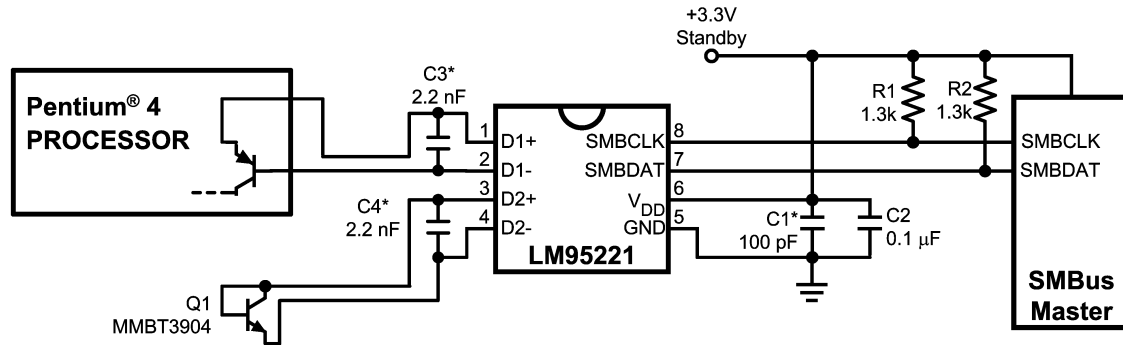 +3.3V
Standby
Pentium® 4
PROCESSOR
C3*
2.2 nF
R1
1.3k
R2
1.3k
1
D1+
SMBCLK
8
SMBCLK
2
D1-
SMBDAT
7
SMBDAT
3
D2+
VDD
6
4
D2-
GND
5
C4*
2.2 nF
C1*
100 pF
C2
0.1 μF
LM95221
Q1
MMBT3904
SMBus
Master